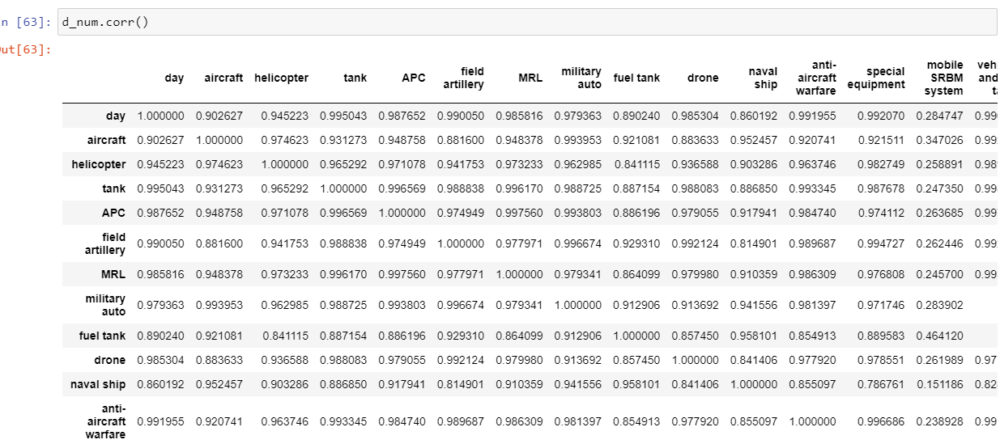 n [63]: d_num.corr()
ut[63]:
day aircraft helicopter tank APC field artillery MRL military auto fuel tank drone naval ship anti-aircraft warfare special equipment mobile SRBM system veh and t
day 1.000000 0.902627 0.945223 0.995043 0.987652 0.990050 0.985816 0.979363 0.890240 0.985304 0.860192 0.991955 0.992070 0.284747 0.99
aircraft 0.902627 1.000000 0.974623 0.931273 0.948758 0.881600 0.948378 0.993953 0.921081 0.883633 0.952457 0.920741 0.921511 0.347026 0.99
helicopter 0.945223 0.974623 1.000000 0.965292 0.971078 0.941753 0.973233 0.962985 0.841115 0.936588 0.903286 0.963746 0.982749 0.258891 0.98
tank 0.995043 0.931273 0.965292 1.000000 0.996569 0.988838 0.996170 0.988725 0.887154 0.988083 0.886850 0.993345 0.987678 0.247350 0.99
APC 0.987652 0.948758 0.971078 0.996569 1.000000 0.974949 0.997560 0.993803 0.886196 0.979055 0.917941 0.984740 0.974112 0.263685 0.99
field artillery 0.990050 0.881600 0.941753 0.988838 0.974949 1.000000 0.977971 0.996674 0.929310 0.992124 0.814901 0.989687 0.994727 0.262446 0.99
MRL 0.985816 0.948378 0.973233 0.996170 0.997560 0.977971 1.000000 0.979341 0.864099 0.979980 0.910359 0.986309 0.976808 0.245700 0.99
military auto 0.979363 0.993953 0.962985 0.988725 0.993803 0.996674 0.979341 1.000000 0.912906 0.913692 0.941556 0.981397 0.971746 0.283902
fuel tank 0.890240 0.921081 0.841115 0.887154 0.886196 0.929310 0.864099 0.912906 1.000000 0.857450 0.958101 0.854913 0.889583 0.464120
drone 0.985304 0.883633 0.936588 0.988083 0.979055 0.992124 0.979980 0.913692 0.857450 1.000000 0.841406 0.977920 0.978551 0.261989 0.97
naval ship 0.860192 0.952457 0.903286 0.886850 0.917941 0.814901 0.910359 0.941556 0.958101 0.841406 1.000000 0.855097 0.786761 0.151186 0.82
anti-aircraft warfare 0.991955 0.920741 0.963746 0.993345 0.984740 0.989687 0.986309 0.981397 0.854913 0.977920 0.855097 1.000000 0.996686 0.238928 0.99